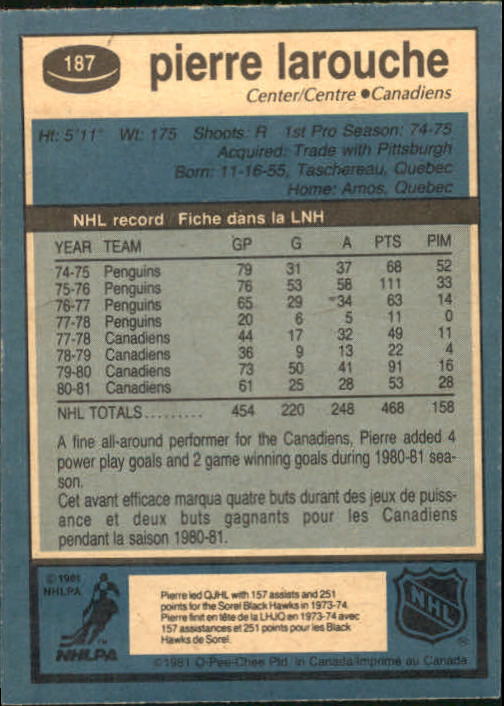 187
pierre larouche
Center/Centre ●Canadiens
Ht: 5'11" Wt: 175 Shoots: R 1st Pro Season: 74-75
Acquired: Trade with Pittsburgh
Born: 11-16-55, Taschereau, Quebec
Home: Amos, Quebec
NHL record / Fiche dans la LNH
YEAR TEAM GP G A PTS PIM
74-75 Penguins 79 31 37 68 52
75-76 Penguins 76 53 58 111 33
76-77 Penguins 65 29 34 63 14
77-78 Penguins 20 6 5 11 0
77-78 Canadiens 44 17 32 49 11
78-79 Canadiens 36 9 13 22 4
79-80 Canadiens 73 50 41 91 16
80-81 Canadiens 61 25 28 53 28
NHL TOTALS......... 454 220 248 468 158
A fine all-around performer for the Canadiens, Pierre added 4
power play goals and 2 game winning goals during 1980-81 sea-
son.
Cet avant efficace marqua quatre buts durant des jeux de puiss-
ance et deux buts gagnants pour les Canadiens
pendant la saison 1980-81.
© 1981
NHLPA
NHLPA
TM
Pierre led QJHL with 157 assists and 251
points for the Sorel Black Hawks in 1973-74.
Pierre finit en tête de la LHJQ en 1973-74 avec
157 assistances et 251 points pour les Black
Hawks de Sorel.
NHL
®
©1981 O-Pee-Chee Ptd. in Canada/Imprimé au Canada